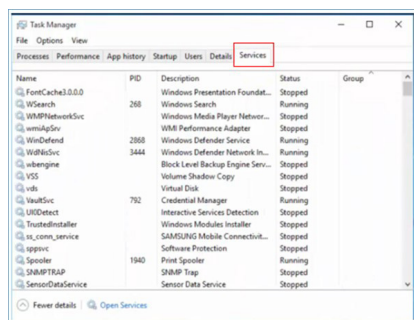 Task Manager
File Options View
Processes Performance App history Startup Users Details Services
Name PID Description Status Group
FontCache3.0.0.0 Windows Presentation Foundat... Stopped
WSearch 268 Windows Search Running
WMPNetworkSvc Windows Media Player Networ... Stopped
wmiApSrv WMI Performance Adapter Stopped
WinDefend 2868 Windows Defender Service Running
WdNisSvc 3444 Windows Defender Network In... Running
wbengine Block Level Backup Engine Serv... Stopped
VSS Volume Shadow Copy Stopped
vds Virtual Disk Stopped
VaultSvc 792 Credential Manager Running
UI0Detect Interactive Services Detection Stopped
TrustedInstaller Windows Modules Installer Stopped
ss_conn_service SAMSUNG Mobile Connectivit... Stopped
sppsvc Software Protection Stopped
Spooler 1940 Print Spooler Running
SNMPTRAP SNMP Trap Stopped
SensorDataService Sensor Data Service Stopped
Fewer details Open Services